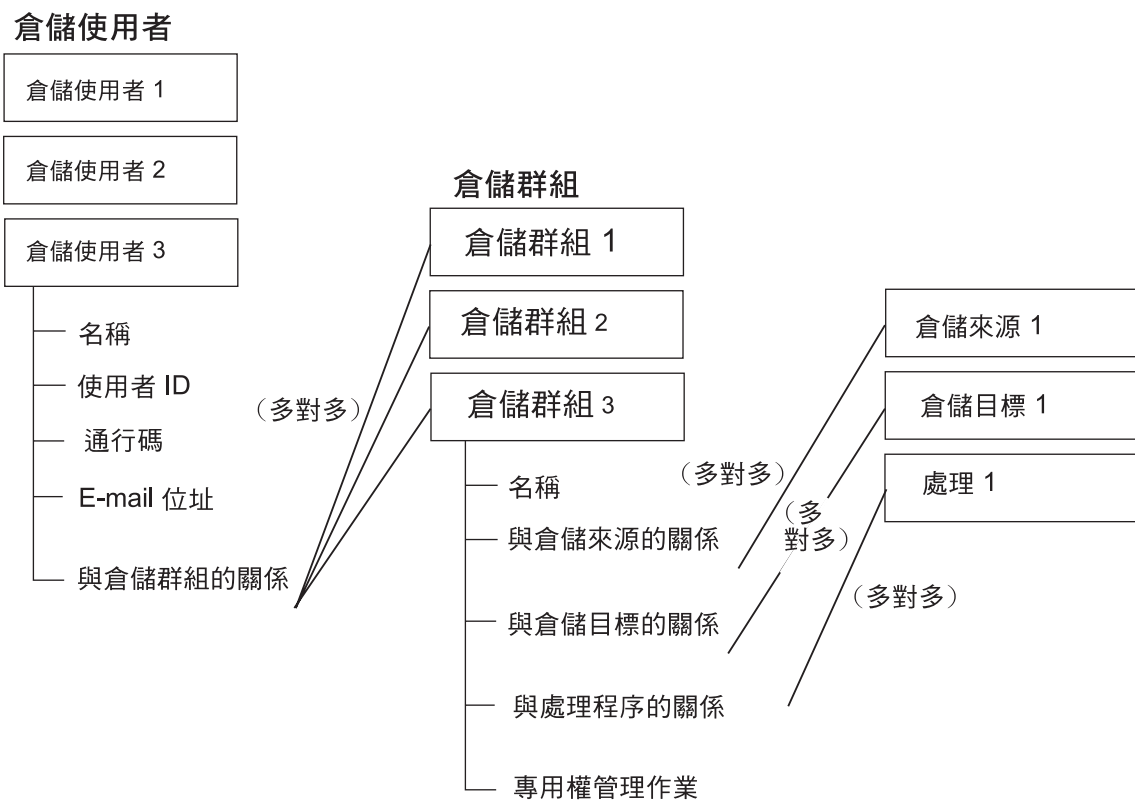 倉儲使用者
倉儲使用者 1
倉儲使用者 2
倉儲使用者 3
名稱
使用者 ID
通行碼
E-mail 位址
與倉儲群組的關係
(多對多)
倉儲群組
倉儲群組 1
倉儲群組 2
倉儲群組 3
名稱
與倉儲來源的關係
與倉儲目標的關係
與處理程序的關係
專用權管理作業
(多對多)
(多
對多)
(多對多)
倉儲來源 1
倉儲目標 1
處理 1